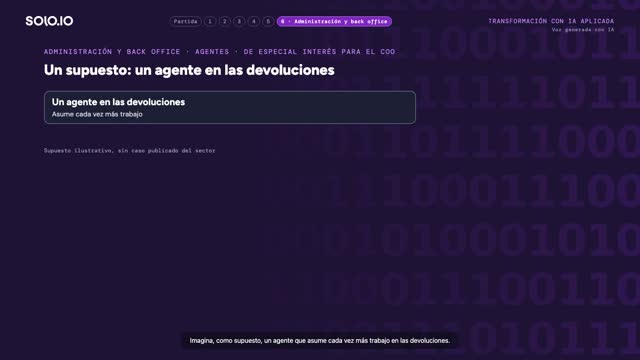 SOLO.IO
Partida 1 2 3 4 5 6 · Administración y back office
TRANSFORMACIÓN CON IA APLICADA
Voz generada con IA
ADMINISTRACIÓN Y BACK OFFICE · AGENTES · DE ESPECIAL INTERÉS PARA EL COO
Un supuesto: un agente en las devoluciones
Un agente en las devoluciones
Asume cada vez más trabajo
Supuesto ilustrativo, sin caso publicado del sector
Imagina, como supuesto, un agente que asume cada vez más trabajo en las devoluciones.